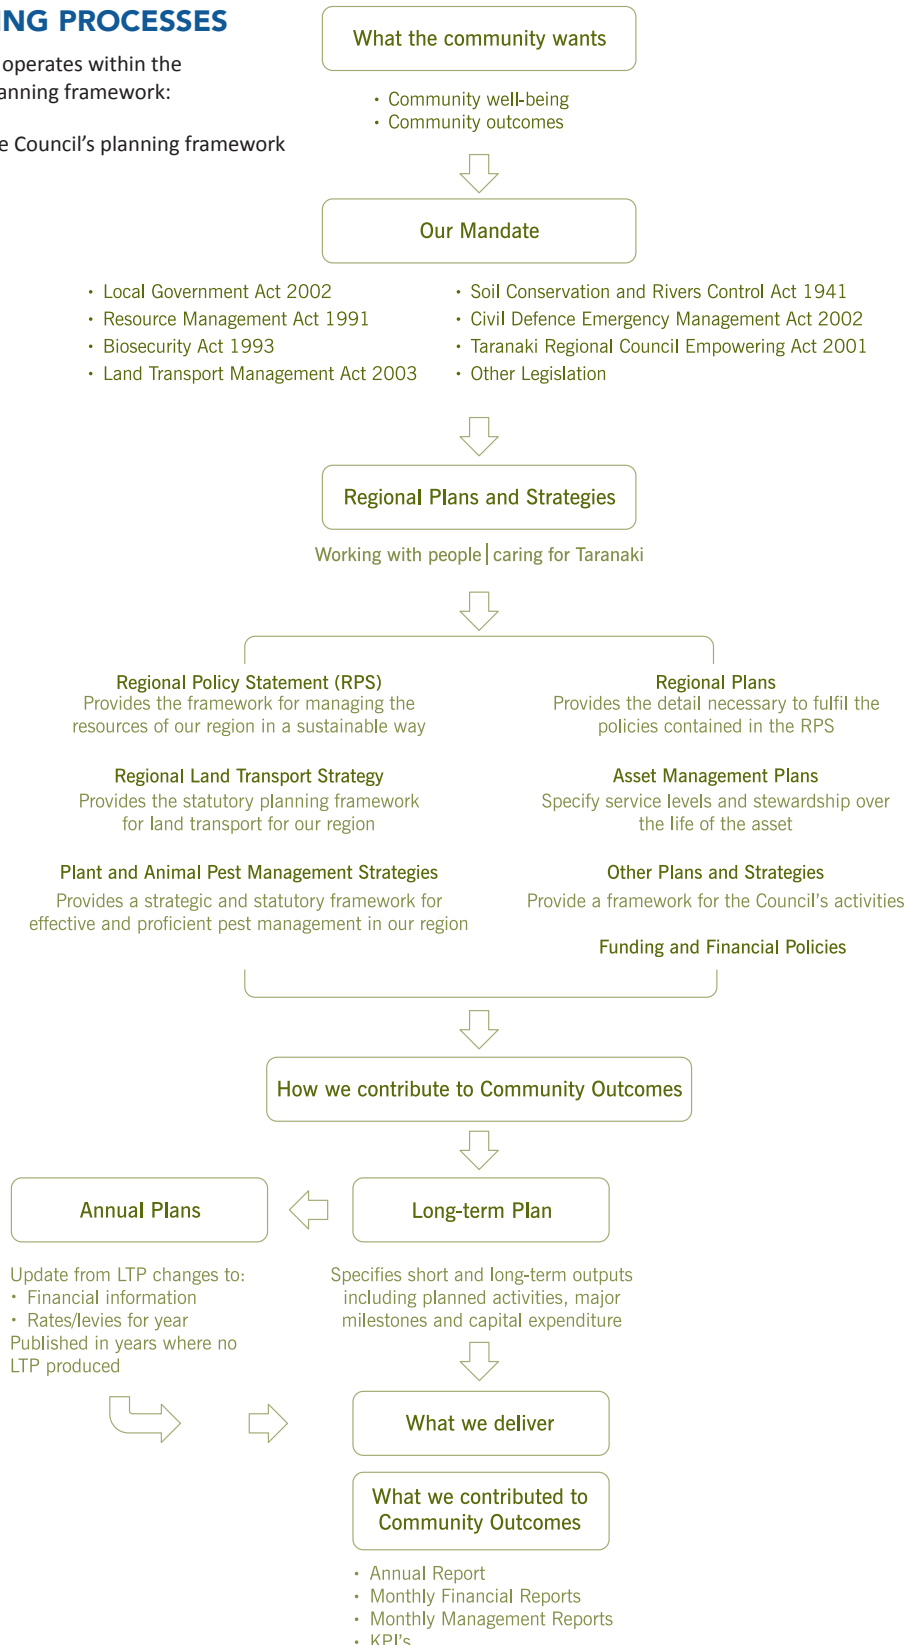 ING PROCESSES
operates within the
anning framework:
e Council's planning framework
What the community wants
• Community well-being
• Community outcomes
Our Mandate
• Local Government Act 2002
• Resource Management Act 1991
• Biosecurity Act 1993
• Land Transport Management Act 2003
• Soil Conservation and Rivers Control Act 1941
• Civil Defence Emergency Management Act 2002
• Taranaki Regional Council Empowering Act 2001
• Other Legislation
Regional Plans and Strategies
Working with people | caring for Taranaki
Regional Policy Statement (RPS)
Provides the framework for managing the
resources of our region in a sustainable way
Regional Land Transport Strategy
Provides the statutory planning framework
for land transport for our region
Plant and Animal Pest Management Strategies
Provides a strategic and statutory framework for
effective and proficient pest management in our region
Regional Plans
Provides the detail necessary to fulfil the
policies contained in the RPS
Asset Management Plans
Specify service levels and stewardship over
the life of the asset
Other Plans and Strategies
Provide a framework for the Council's activities
Funding and Financial Policies
How we contribute to Community Outcomes
Annual Plans
Update from LTP changes to:
• Financial information
• Rates/levies for year
Published in years where no
LTP produced
Long-term Plan
Specifies short and long-term outputs
including planned activities, major
milestones and capital expenditure
What we deliver
What we contributed to
Community Outcomes
• Annual Report
• Monthly Financial Reports
• Monthly Management Reports
• KPI's